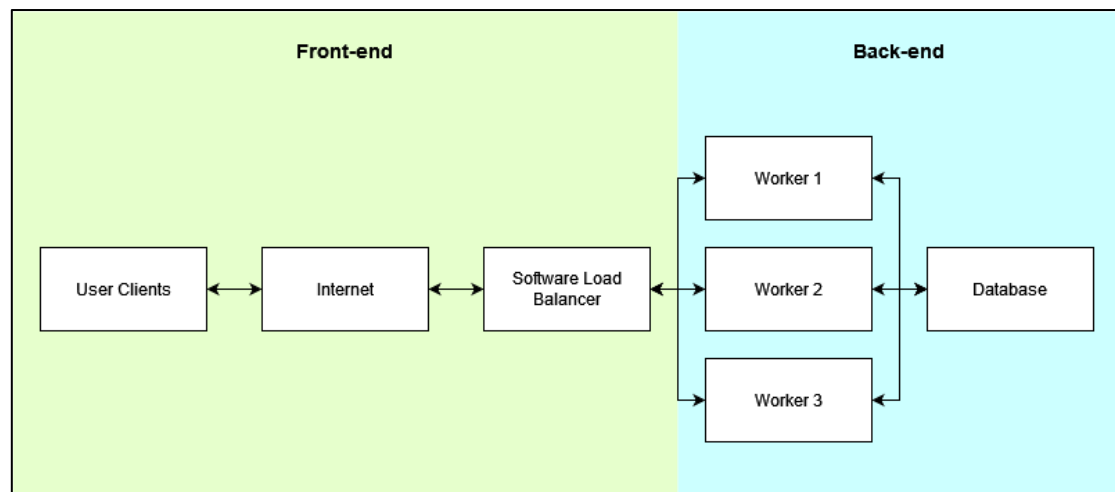 Front-end
Back-end
User Clients
Internet
Software Load
Balancer
Worker 1
Worker 2
Worker 3
Database